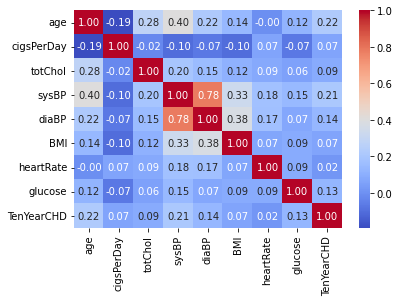 age 1.00 -0.19 0.28 0.40 0.22 0.14 -0.00 0.12 0.22
cigsPerDay -0.19 1.00 -0.02 -0.10 -0.07 -0.10 0.07 -0.07 0.07
totChol 0.28 -0.02 1.00 0.20 0.15 0.12 0.09 0.06 0.09
sysBP 0.40 -0.10 0.20 1.00 0.78 0.33 0.18 0.15 0.21
diaBP 0.22 -0.07 0.15 0.78 1.00 0.38 0.17 0.07 0.14
BMI 0.14 -0.10 0.12 0.33 0.38 1.00 0.07 0.09 0.07
heartRate -0.00 0.07 0.09 0.18 0.17 0.07 1.00 0.09 0.02
glucose 0.12 -0.07 0.06 0.15 0.07 0.09 0.09 1.00 0.13
TenYearCHD 0.22 0.07 0.09 0.21 0.14 0.07 0.02 0.13 1.00
age cigsPerDay totChol sysBP diaBP BMI heartRate glucose TenYearCHD
1.0
0.8
0.6
0.4
0.2
0.0